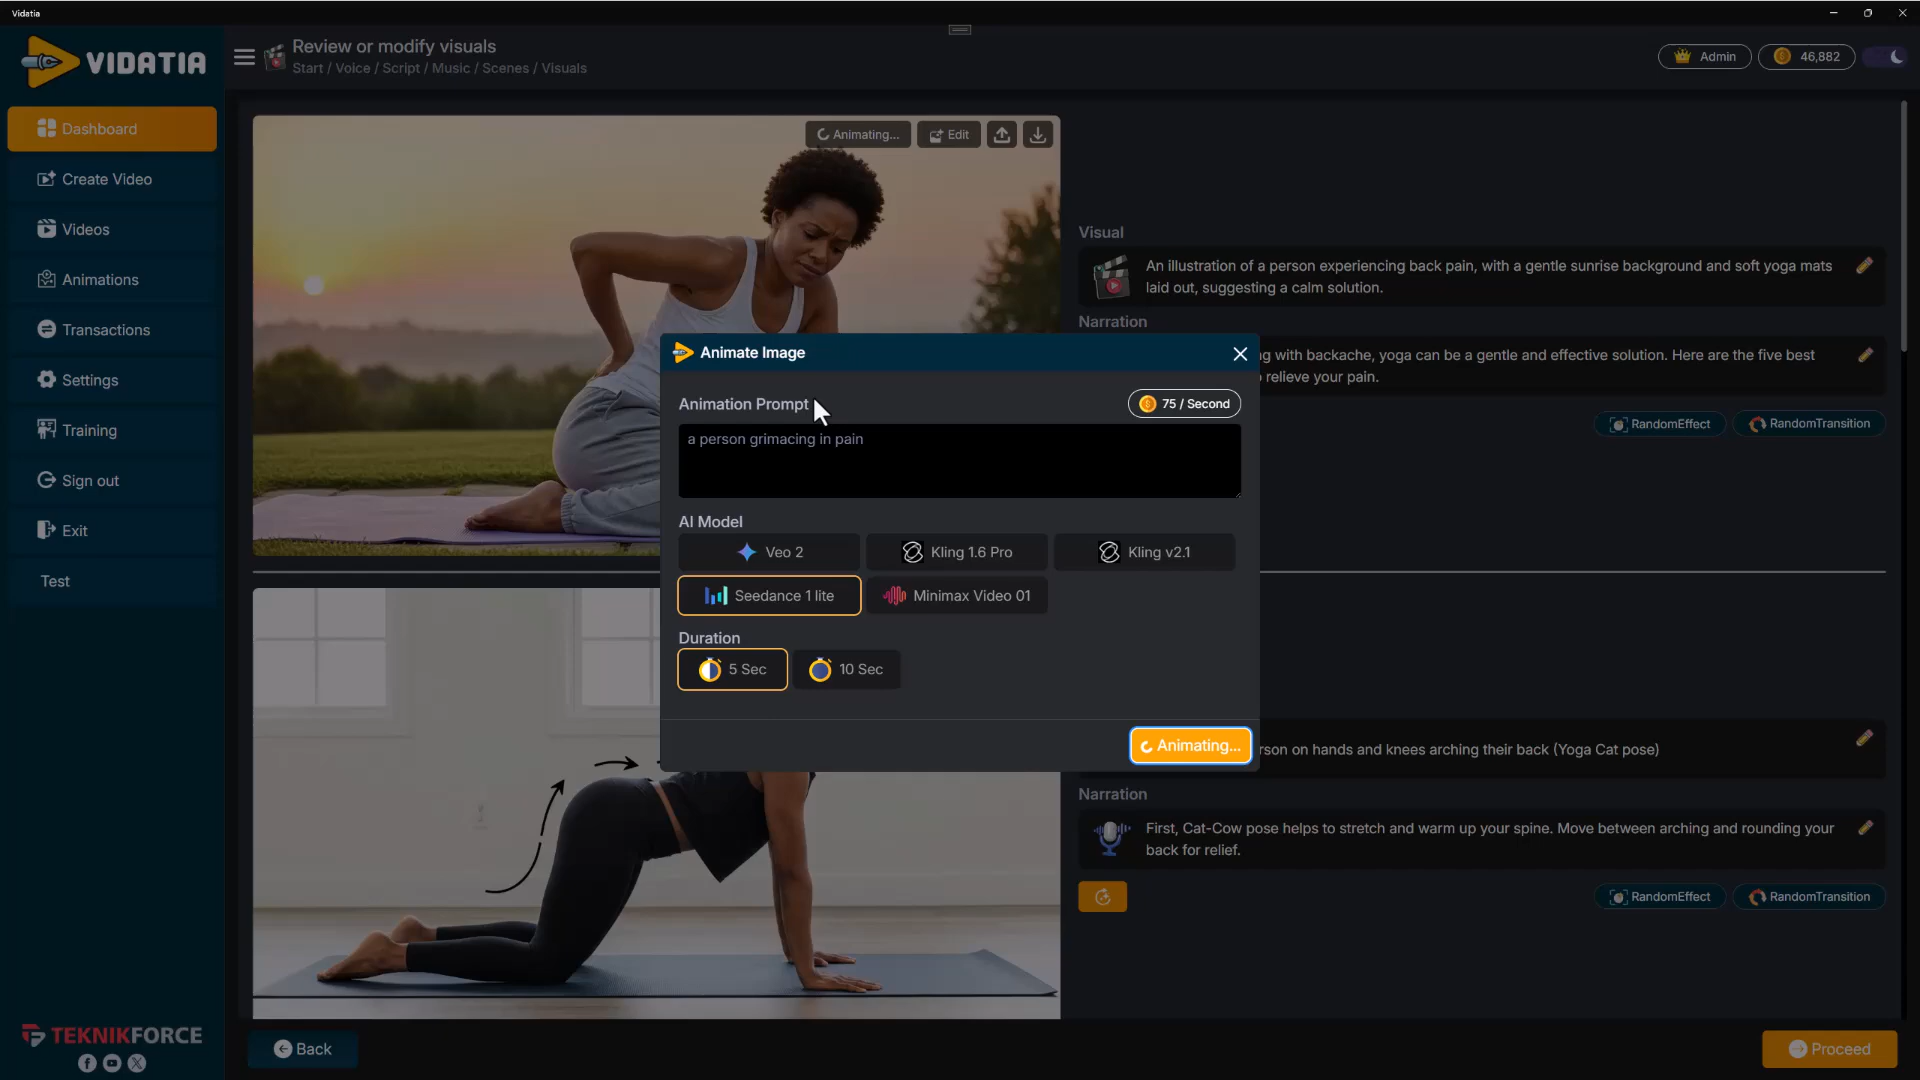 Vidatia
VIDATIA
Review or modify visuals
Start / Voice / Script / Music / Scenes / Visuals
Admin
46,882
Dashboard
Create Video
Videos
Animations
Transactions
Settings
Training
Sign out
Exit
Test
Animating...
Edit
Visual
An illustration of a person experiencing back pain, with a gentle sunrise background and soft yoga mats
laid out, suggesting a calm solution.
Narration
with backache, yoga can be a gentle and effective solution. Here are the five best
relieve your pain.
RandomEffect
RandomTransition
Animate Image
Animation Prompt
75 / Second
a person grimacing in pain
AI Model
Veo 2
Kling 1.6 Pro
Kling v2.1
Seedance 1 lite
Minimax Video 01
Duration
5 Sec
10 Sec
Animating...
on hands and knees arching their back (Yoga Cat pose)
Narration
First, Cat-Cow pose helps to stretch and warm up your spine. Move between arching and rounding your
back for relief.
RandomEffect
RandomTransition
TEKNIKFORCE
Back
Proceed